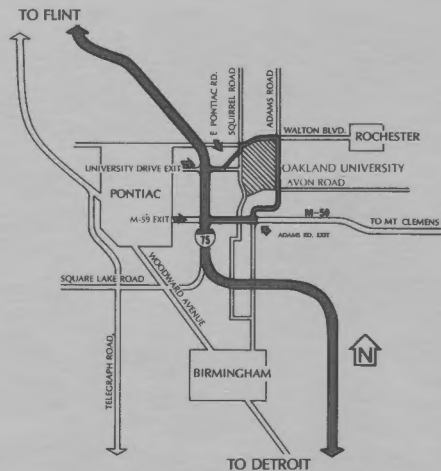 TO FLINT
E PONTIAC RD.
SQUIRREL ROAD
ADAMS ROAD
WALTON BLVD.
ROCHESTER
UNIVERSITY DRIVE EXIT
OAKLAND UNIVERSITY
PONTIAC
AVON ROAD
M-59 EXIT
M-59
TO MT CLEMENS
ADAMS RD. EXIT
75
SQUARE LAKE ROAD
WOODWARD AVENUE
TELEGRAPH ROAD
N
BIRMINGHAM
TO DETROIT